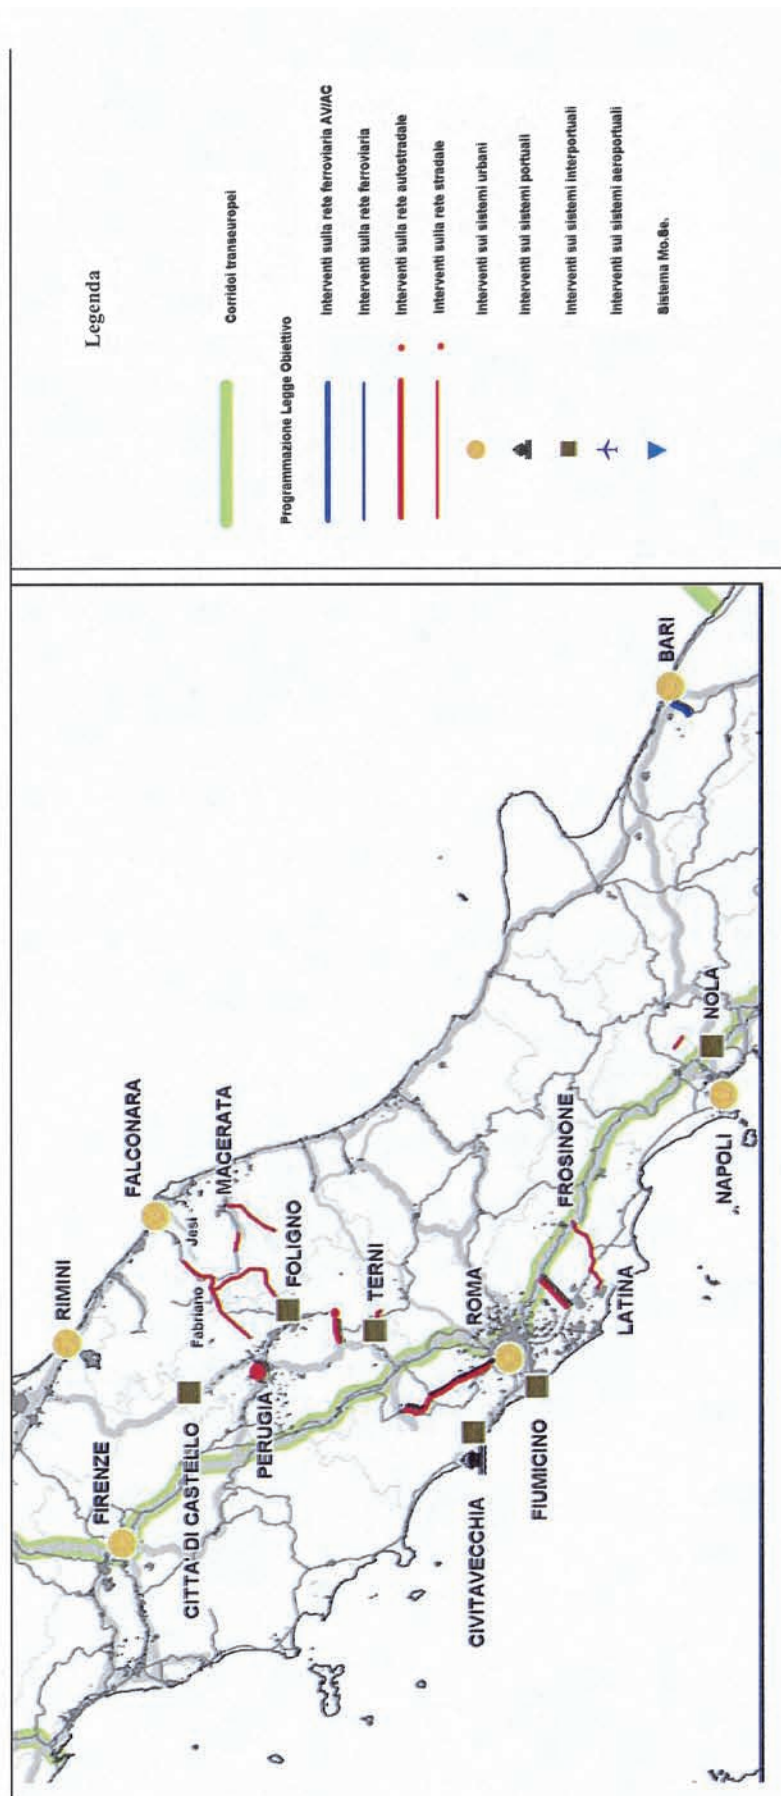 Legenda
Corridoi transeuropei
Programmazione Legge Obiettivo
Interventi sulla rete ferroviaria AV/AC
Interventi sulla rete ferroviaria
Interventi sulla rete autostradale
Interventi sulla rete stradale
Interventi sui sistemi urbani
Interventi sui sistemi portuali
Interventi sui sistemi interportuali
Interventi sui sistemi aeroportuali
Sistema Mo.Se.
RIMINI
FALCONARA
FIRENZE
Jesi
MACERATA
Fabriano
CITTA' DI CASTELLO
FOLIGNO
PERUGIA
TERNI
ROMA
CIVITAVECCHIA
FIUMICINO
FROSINONE
LATINA
BARI
NOLA
NAPOLI